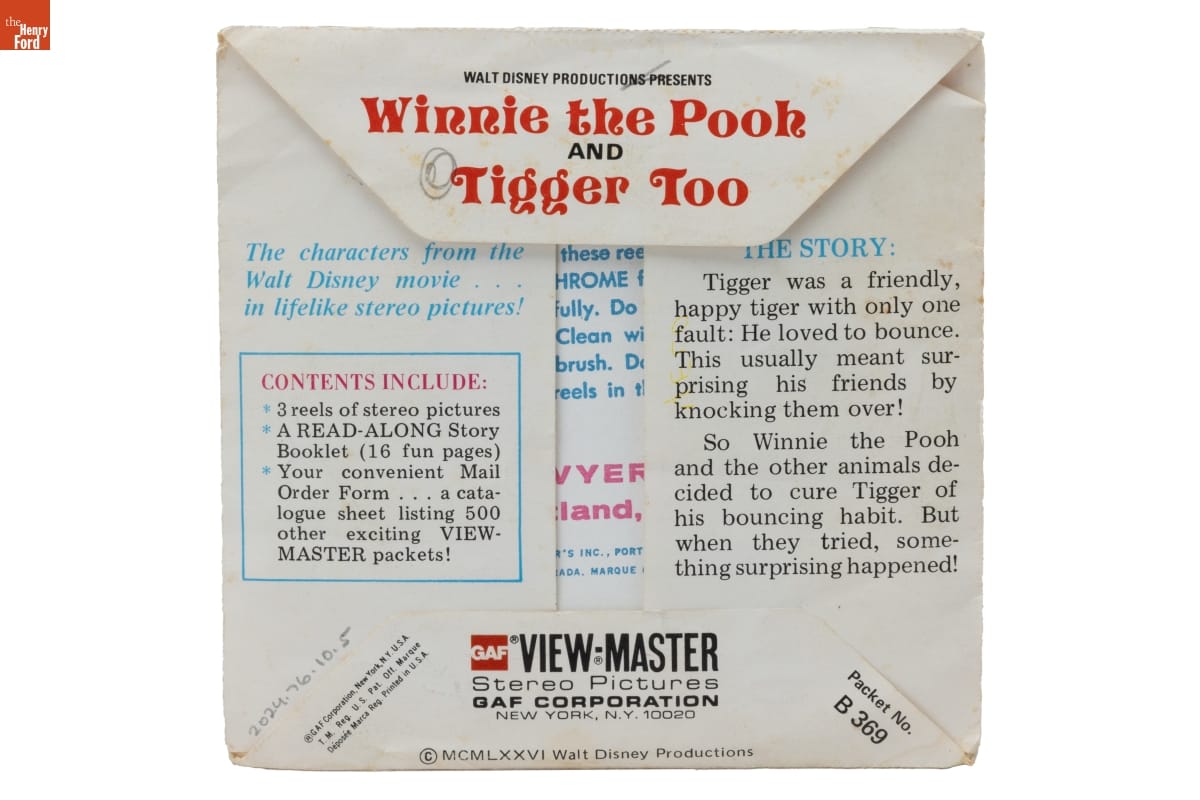 the
Henry
Ford
WALT DISNEY PRODUCTIONS PRESENTS
Winnie the Pooh
AND
Tigger Too
The characters from the
Walt Disney movie . . .
in lifelike stereo pictures!
CONTENTS INCLUDE:
* 3 reels of stereo pictures
* A READ-ALONG Story
Booklet (16 fun pages)
* Your convenient Mail
Order Form . . . a cata-
logue sheet listing 500
other exciting VIEW-
MASTER packets!
these ree
HROME f
fully. Do
Clean wi
brush. Do
reels in t
VYER
tland,
R'S INC., PORT
ADA. MARQUE
THE STORY:
Tigger was a friendly,
happy tiger with only one
fault: He loved to bounce.
This usually meant sur-
prising his friends by
knocking them over!
So Winnie the Pooh
and the other animals de-
cided to cure Tigger of
his bouncing habit. But
when they tried, some-
thing surprising happened!
2024.76.10.5
®GAF Corporation, New York, N.Y. U.S.A.
T. M. Reg. U. S. Pat. Off. Marque
Déposée Marca Reg. Printed in U.S.A.
GAF® VIEW-MASTER®
Stereo Pictures
GAF CORPORATION
NEW YORK, N.Y. 10020
Packet No.
B 369
© MCMLXXVI Walt Disney Productions